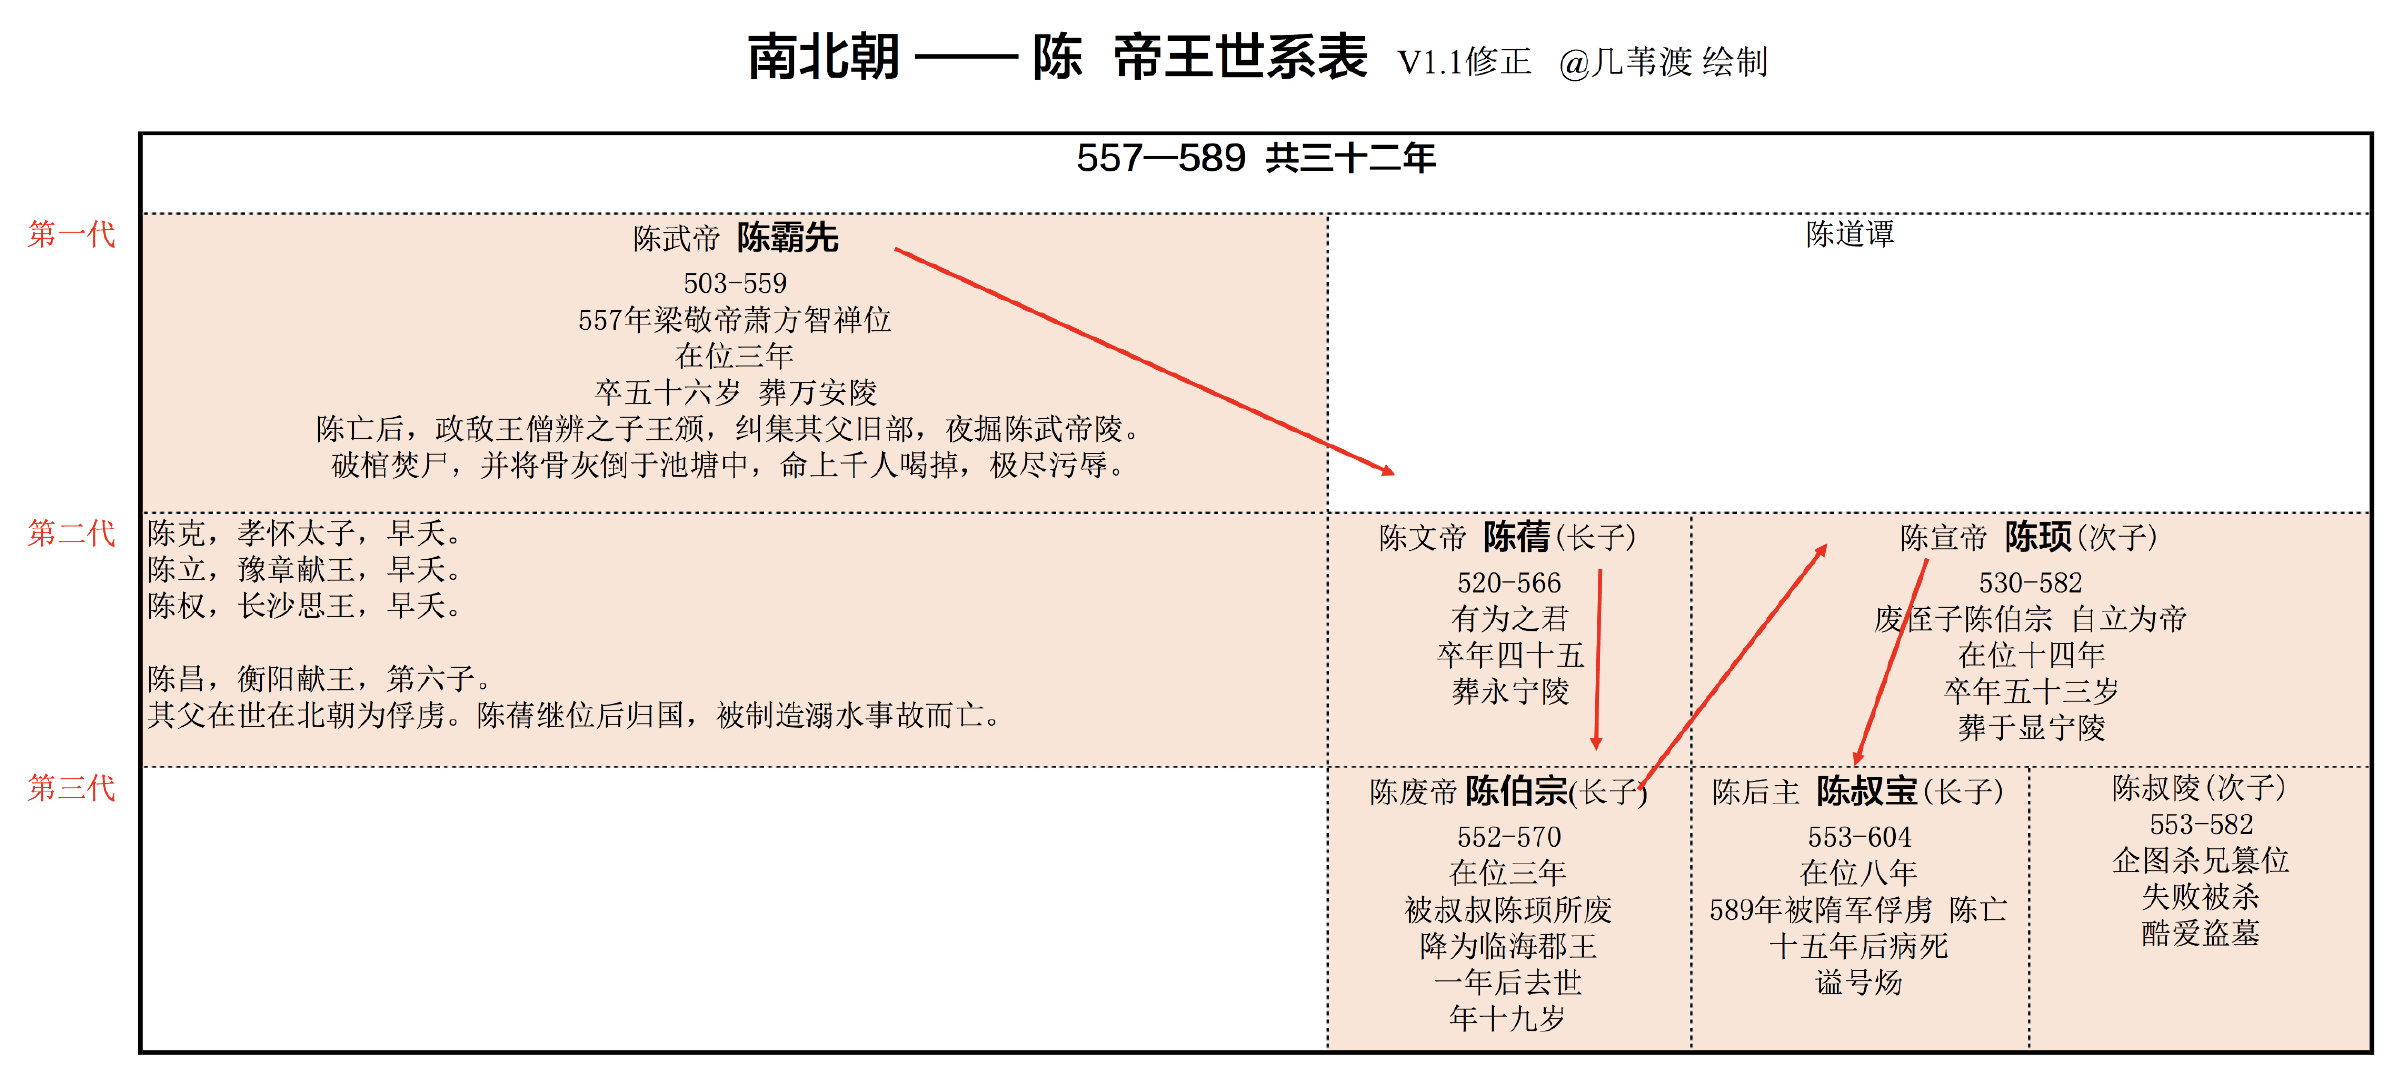 南北朝 —— 陈 帝王世系表 V1.1修正 @几苇渡 绘制
557—589 共三十二年
第一代
陈武帝 陈霸先
503-559
557年梁敬帝萧方智禅位
在位三年
卒五十六岁 葬万安陵
陈亡后，政敌王僧辨之子王颁，纠集其父旧部，夜掘陈武帝陵。
破棺焚尸，并将骨灰倒于池塘中，命上千人喝掉，极尽污辱。
陈道谭
第二代
陈克，孝怀太子，早夭。
陈立，豫章献王，早夭。
陈权，长沙思王，早夭。
陈昌，衡阳献王，第六子。
其父在世在北朝为俘虏。陈蒨继位后归国，被制造溺水事故而亡。
陈文帝 陈蒨(长子)
520-566
有为之君
卒年四十五
葬永宁陵
陈宣帝 陈顼(次子)
530-582
废侄子陈伯宗 自立为帝
在位十四年
卒年五十三岁
葬于显宁陵
第三代
陈废帝 陈伯宗(长子)
552-570
在位三年
被叔叔陈顼所废
降为临海郡王
一年后去世
年十九岁
陈后主 陈叔宝(长子)
553-604
在位八年
589年被隋军俘虏 陈亡
十五年后病死
谥号炀
陈叔陵(次子)
553-582
企图杀兄篡位
失败被杀
酷爱盗墓